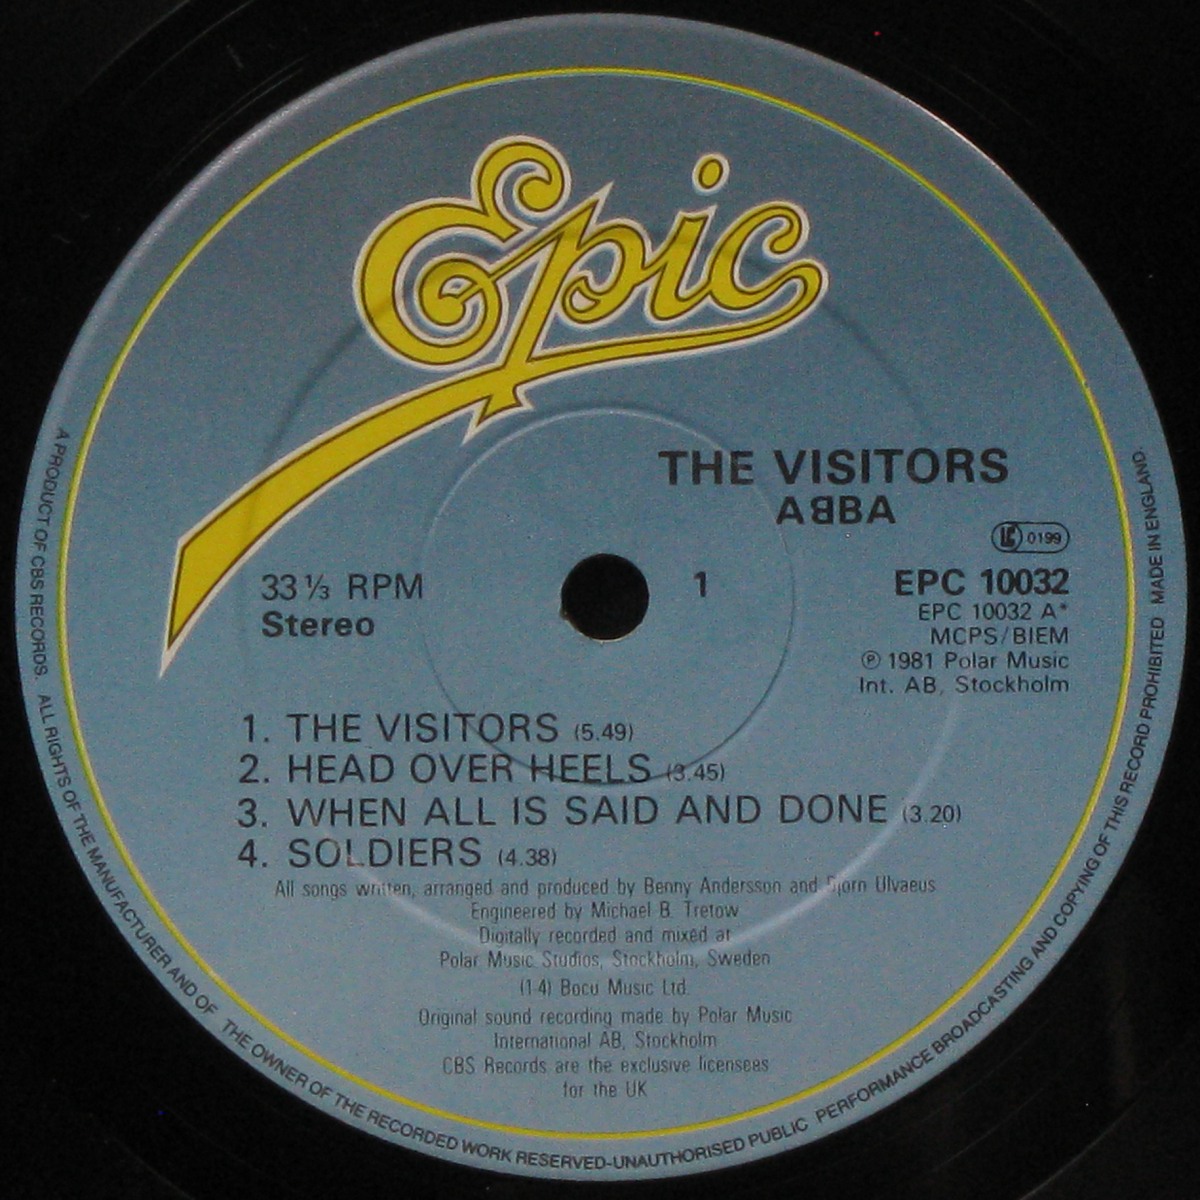 Epic
THE VISITORS
ABBA
LC 0199
33 ⅓ RPM
Stereo
1
EPC 10032
EPC 10032 A*
MCPS/BIEM
℗ 1981 Polar Music
Int. AB, Stockholm
1. THE VISITORS (5.49)
2. HEAD OVER HEELS (3.45)
3. WHEN ALL IS SAID AND DONE (3.20)
4. SOLDIERS (4.38)
All songs written, arranged and produced by Benny Andersson and Bjorn Ulvaeus
Engineered by Michael B. Tretow
Digitally recorded and mixed at
Polar Music Studios, Stockholm, Sweden
(1-4) Bocu Music Ltd.
Original sound recording made by Polar Music
International AB, Stockholm
CBS Records are the exclusive licensees
for the UK
A PRODUCT OF CBS RECORDS. ALL RIGHTS OF THE MANUFACTURER AND OF THE OWNER OF THE RECORDED WORK RESERVED-UNAUTHORISED PUBLIC PERFORMANCE BROADCASTING AND COPYING OF THIS RECORD PROHIBITED MADE IN ENGLAND.